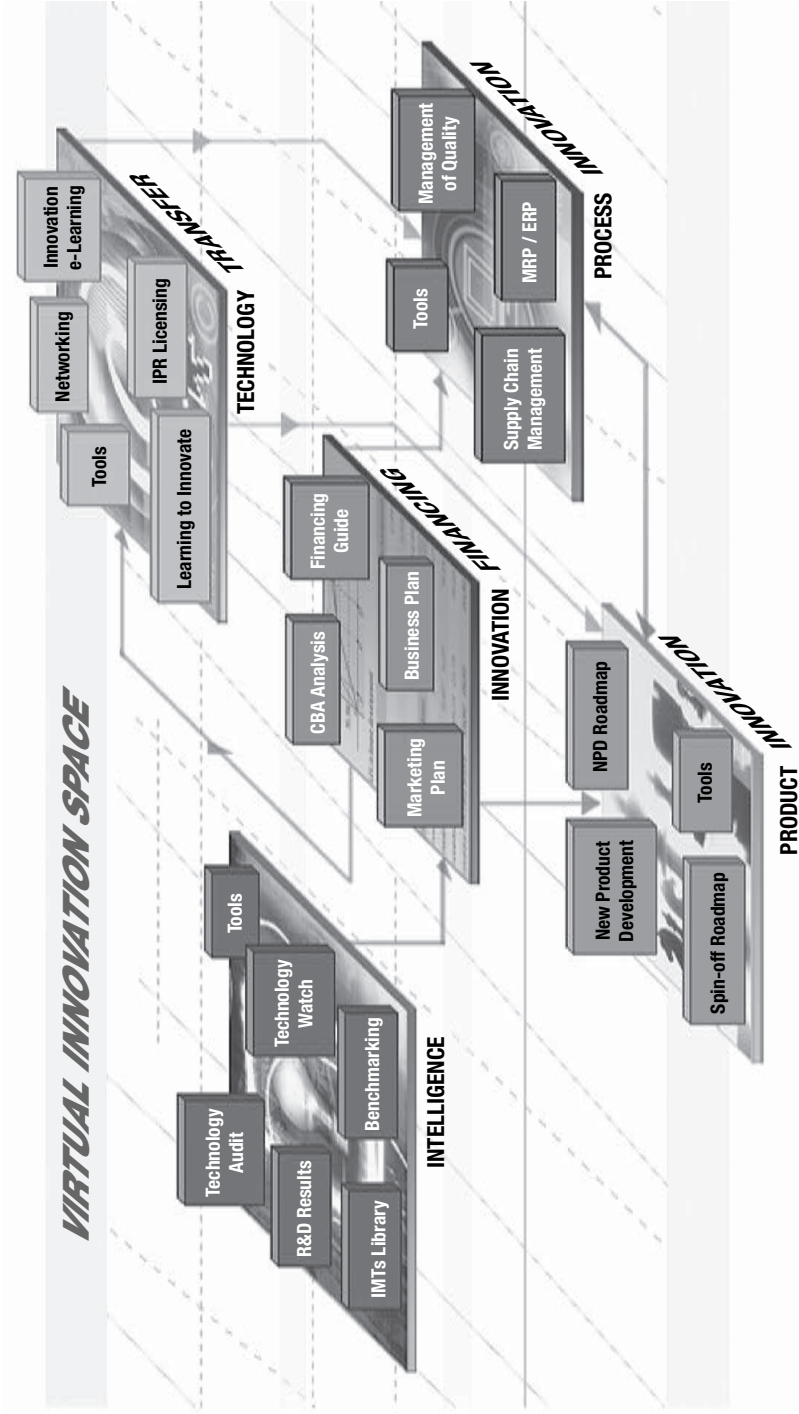 VIRTUAL INNOVATION SPACE
Technology
Audit
Tools
R&D Results
Technology
Watch
IMTs Library
Benchmarking
INTELLIGENCE
Tools
Networking
Innovation
e-Learning
Learning to Innovate
IPR Licensing
TECHNOLOGY
TRANSFER
CBA Analysis
Financing
Guide
Marketing
Plan
Business Plan
INNOVATION
FINANCING
Tools
Management
of Quality
Supply Chain
Management
MRP / ERP
PROCESS
INNOVATION
New Product
Development
NPD Roadmap
Spin-off Roadmap
Tools
PRODUCT
INNOVATION